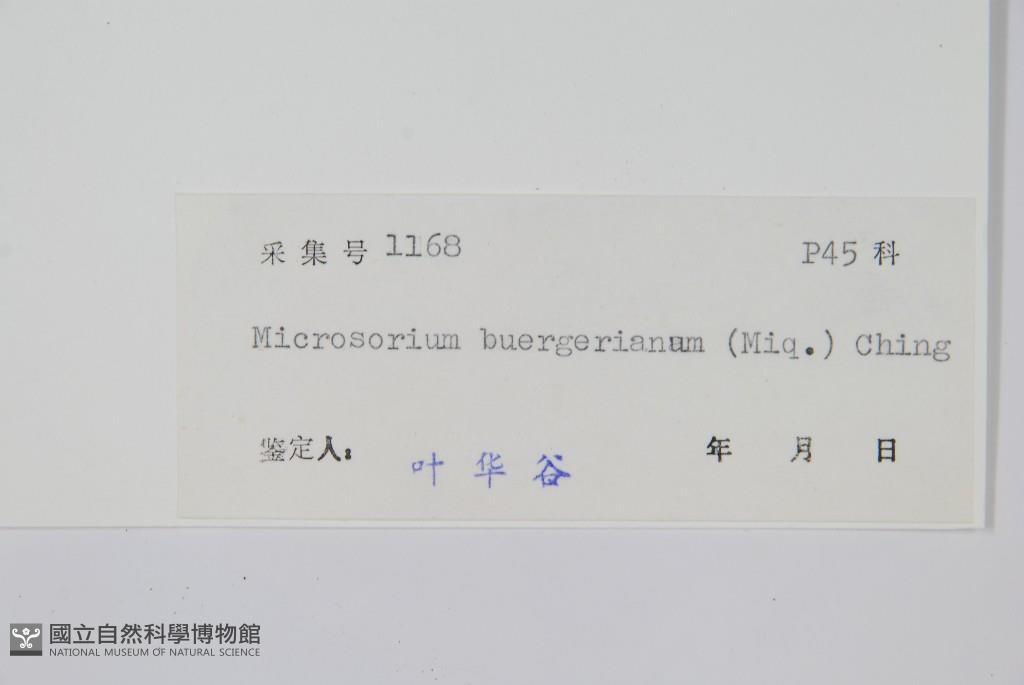 采集号 1168 P45 科
Microsorium buergerianum (Miq.) Ching
鉴定人: 叶华谷 年 月 日
國立自然科學博物館
NATIONAL MUSEUM OF NATURAL SCIENCE